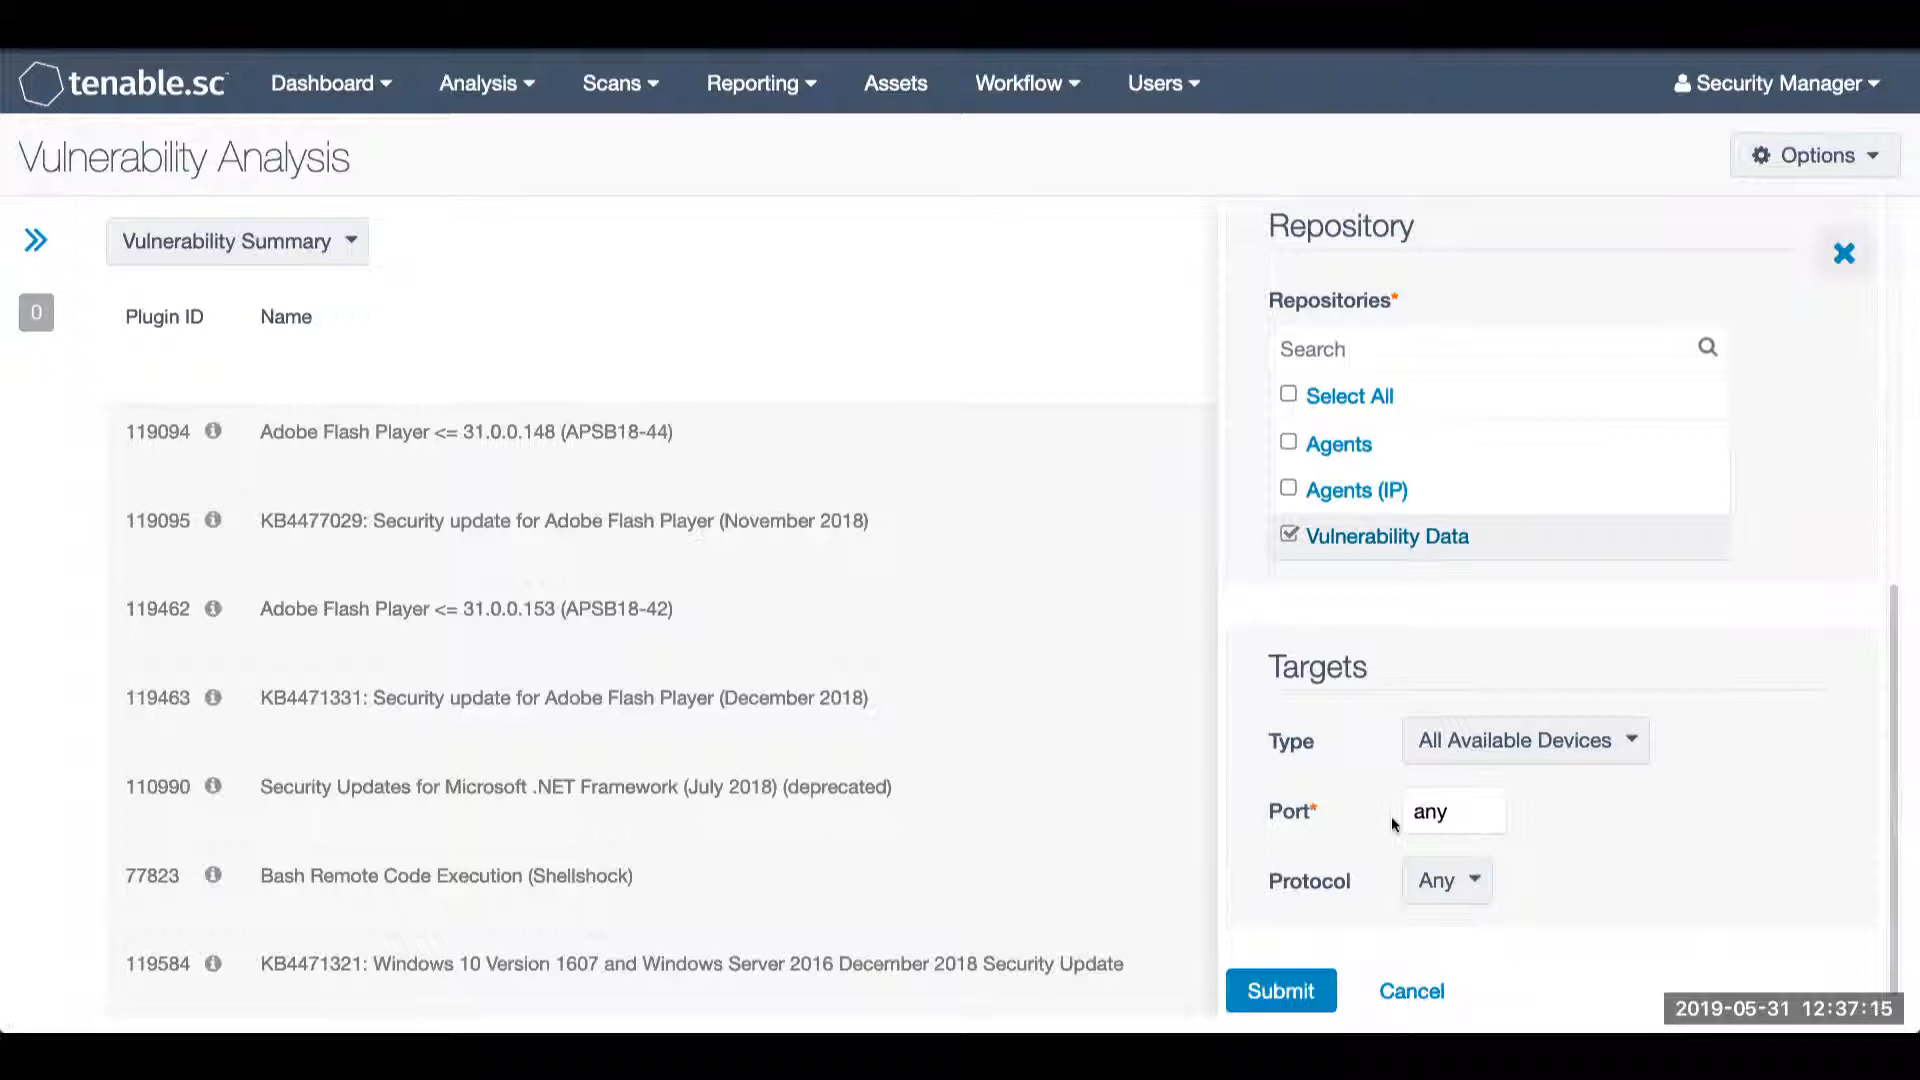 tenable.sc
Dashboard
Analysis
Scans
Reporting
Assets
Workflow
Users
Security Manager
Vulnerability Analysis
Options
Vulnerability Summary
0
Plugin ID
Name
119094
Adobe Flash Player <= 31.0.0.148 (APSB18-44)
119095
KB4477029: Security update for Adobe Flash Player (November 2018)
119462
Adobe Flash Player <= 31.0.0.153 (APSB18-42)
119463
KB4471331: Security update for Adobe Flash Player (December 2018)
110990
Security Updates for Microsoft .NET Framework (July 2018) (deprecated)
77823
Bash Remote Code Execution (Shellshock)
119584
KB4471321: Windows 10 Version 1607 and Windows Server 2016 December 2018 Security Update
Repository
Repositories*
Search
Select All
Agents
Agents (IP)
Vulnerability Data
Targets
Type
All Available Devices
Port*
any
Protocol
Any
Submit
Cancel
2019-05-31 12:37:15